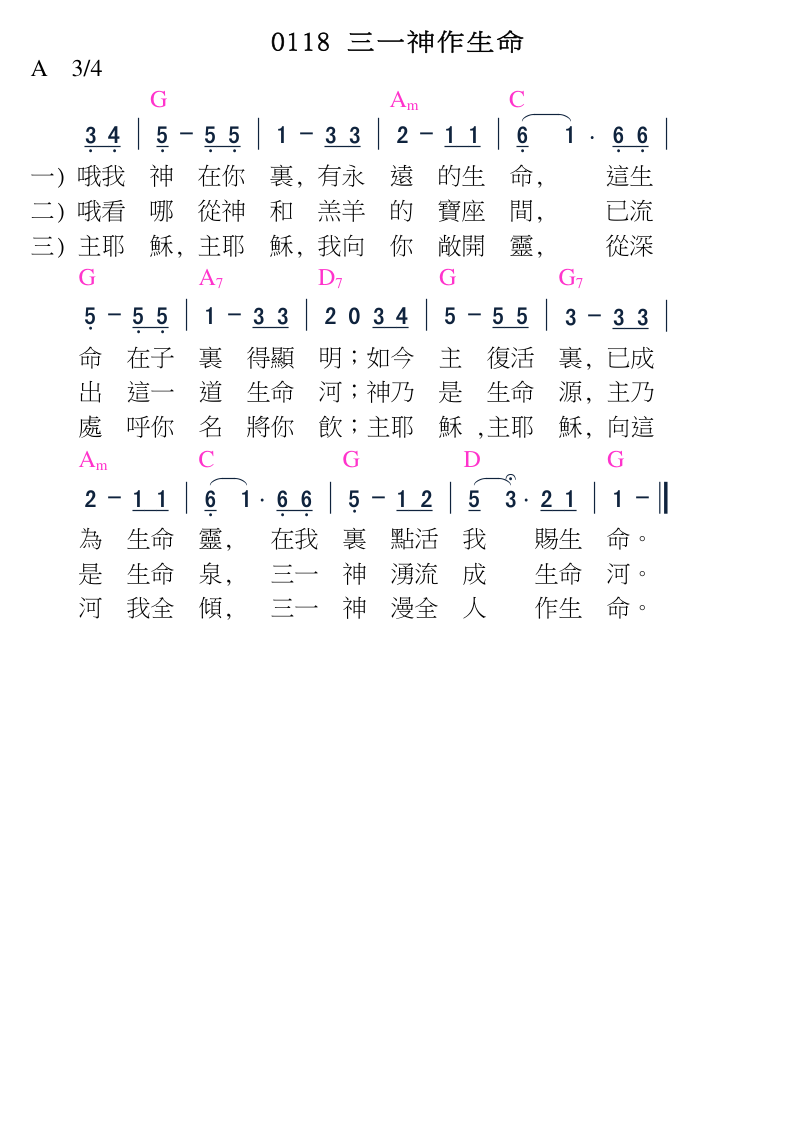 0118 三一神作生命
A 3/4
G Am C
3 4 | 5 - 5 5 | 1 - 3 3 | 2 - 1 1 | 6 1 · 6 6 |
一) 哦我 神 在你 裏, 有永 遠 的生 命, 這生
二) 哦看 哪 從神 和 羔羊 的 寶座 間, 已流
三) 主耶 穌, 主耶 穌, 我向 你 敞開 靈, 從深
G A7 D7 G G7
5 - 5 5 | 1 - 3 3 | 2 0 3 4 | 5 - 5 5 | 3 - 3 3 |
命 在子 裏 得顯 明；如今 主 復活 裏, 已成
出 這一 道 生命 河；神乃 是 生命 源, 主乃
處 呼你 名 將你 飲；主耶 穌 ,主耶 穌, 向這
Am C G D G
2 - 1 1 | 6 1 · 6 6 | 5 - 1 2 | 5 3 · 2 1 | 1 - ‖
為 生命 靈, 在我 裏 點活 我 賜生 命。
是 生命 泉, 三一 神 湧流 成 生命 河。
河 我全 傾, 三一 神 漫全 人 作生 命。